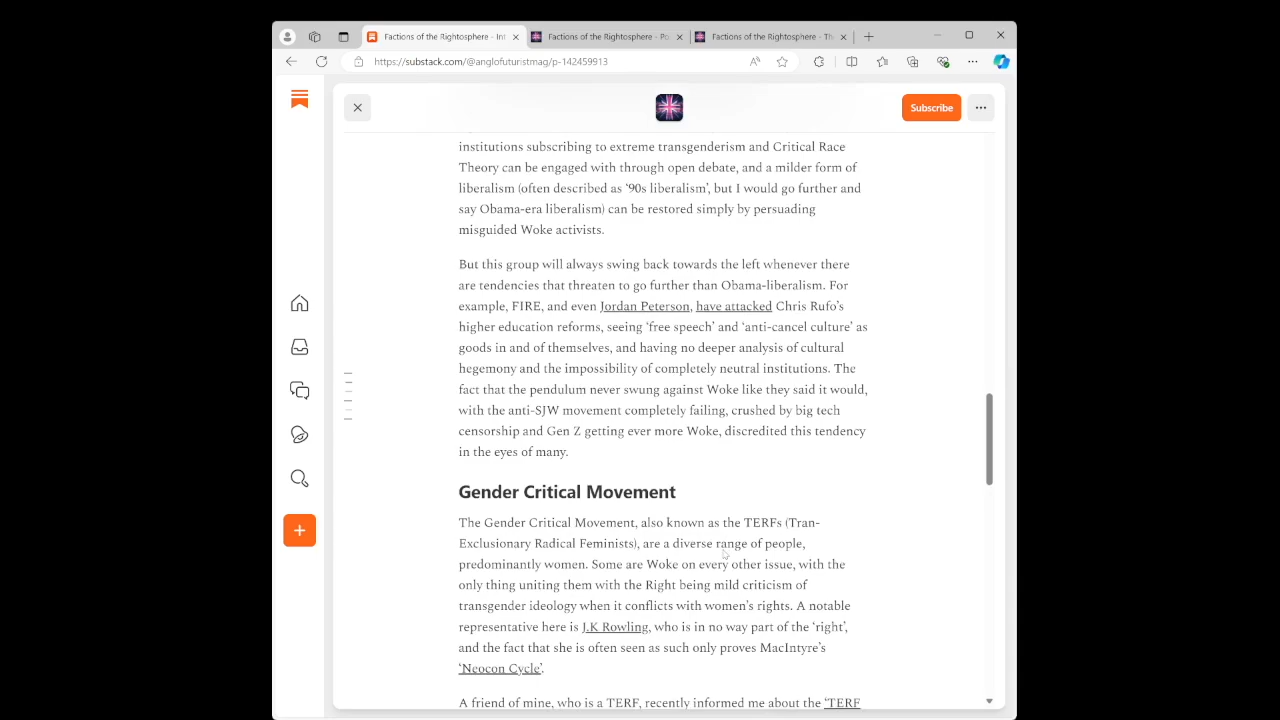 Factions of the Rightosphere - Int
Factions of the Rightosphere - Po
Factions of the Rightosphere - Th
https://substack.com/@anglofuturistmag/p-142459913
Subscribe
institutions subscribing to extreme transgenderism and Critical Race
Theory can be engaged with through open debate, and a milder form of
liberalism (often described as ‘90s liberalism’, but I would go further and
say Obama-era liberalism) can be restored simply by persuading
misguided Woke activists.
But this group will always swing back towards the left whenever there
are tendencies that threaten to go further than Obama-liberalism. For
example, FIRE, and even Jordan Peterson, have attacked Chris Rufo’s
higher education reforms, seeing ‘free speech’ and ‘anti-cancel culture’ as
goods in and of themselves, and having no deeper analysis of cultural
hegemony and the impossibility of completely neutral institutions. The
fact that the pendulum never swung against Woke like they said it would,
with the anti-SJW movement completely failing, crushed by big tech
censorship and Gen Z getting ever more Woke, discredited this tendency
in the eyes of many.
Gender Critical Movement
The Gender Critical Movement, also known as the TERFs (Tran-
Exclusionary Radical Feminists), are a diverse range of people,
predominantly women. Some are Woke on every other issue, with the
only thing uniting them with the Right being mild criticism of
transgender ideology when it conflicts with women’s rights. A notable
representative here is J.K Rowling, who is in no way part of the ‘right’,
and the fact that she is often seen as such only proves MacIntyre’s
‘Neocon Cycle’.
A friend of mine, who is a TERF, recently informed me about the ‘TERF